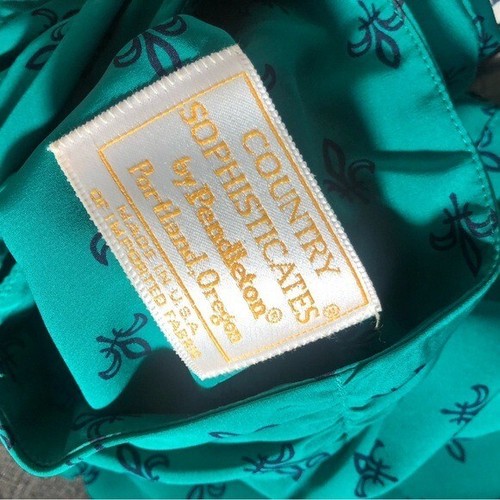 COUNTRY
SOPHISTICATES®
by Pendleton®
Portland, Oregon
MADE IN U.S.A
OF IMPORTED FABRIC